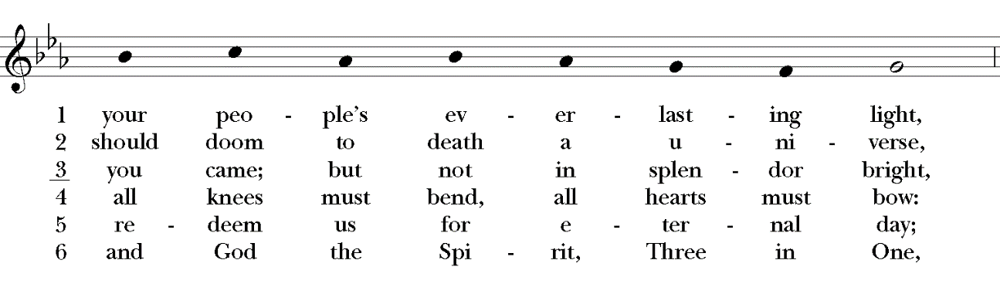 1 your peo - ple's ev - er - last - ing light,
2 should doom to death a u - ni - verse,
3 you came; but not in splen - dor bright,
4 all knees must bend, all hearts must bow:
5 re - deem us for e - ter - nal day;
6 and God the Spi - rit, Three in One,